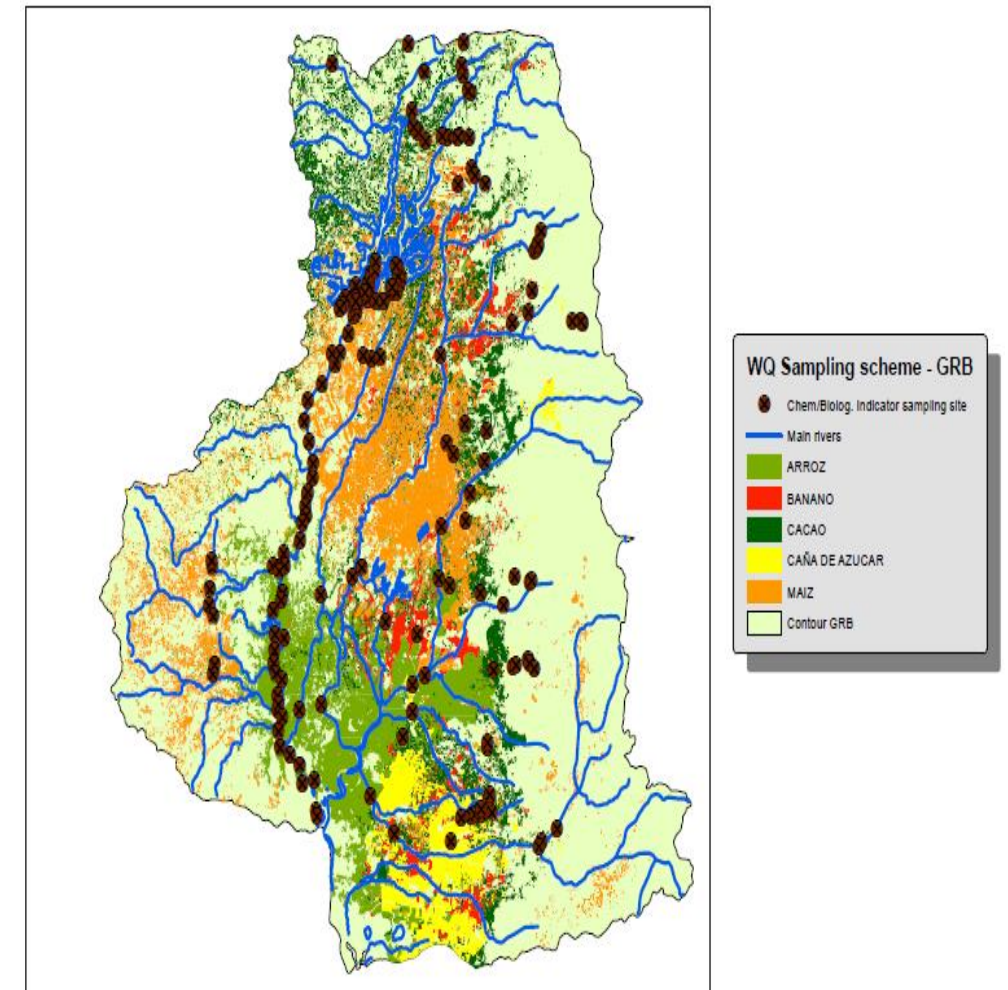 WQ Sampling scheme - GRB
Chem/Biolog. Indicator sampling site
Main rivers
ARROZ
BANANO
CACAO
CAÑA DE AZUCAR
MAIZ
Contour GRB